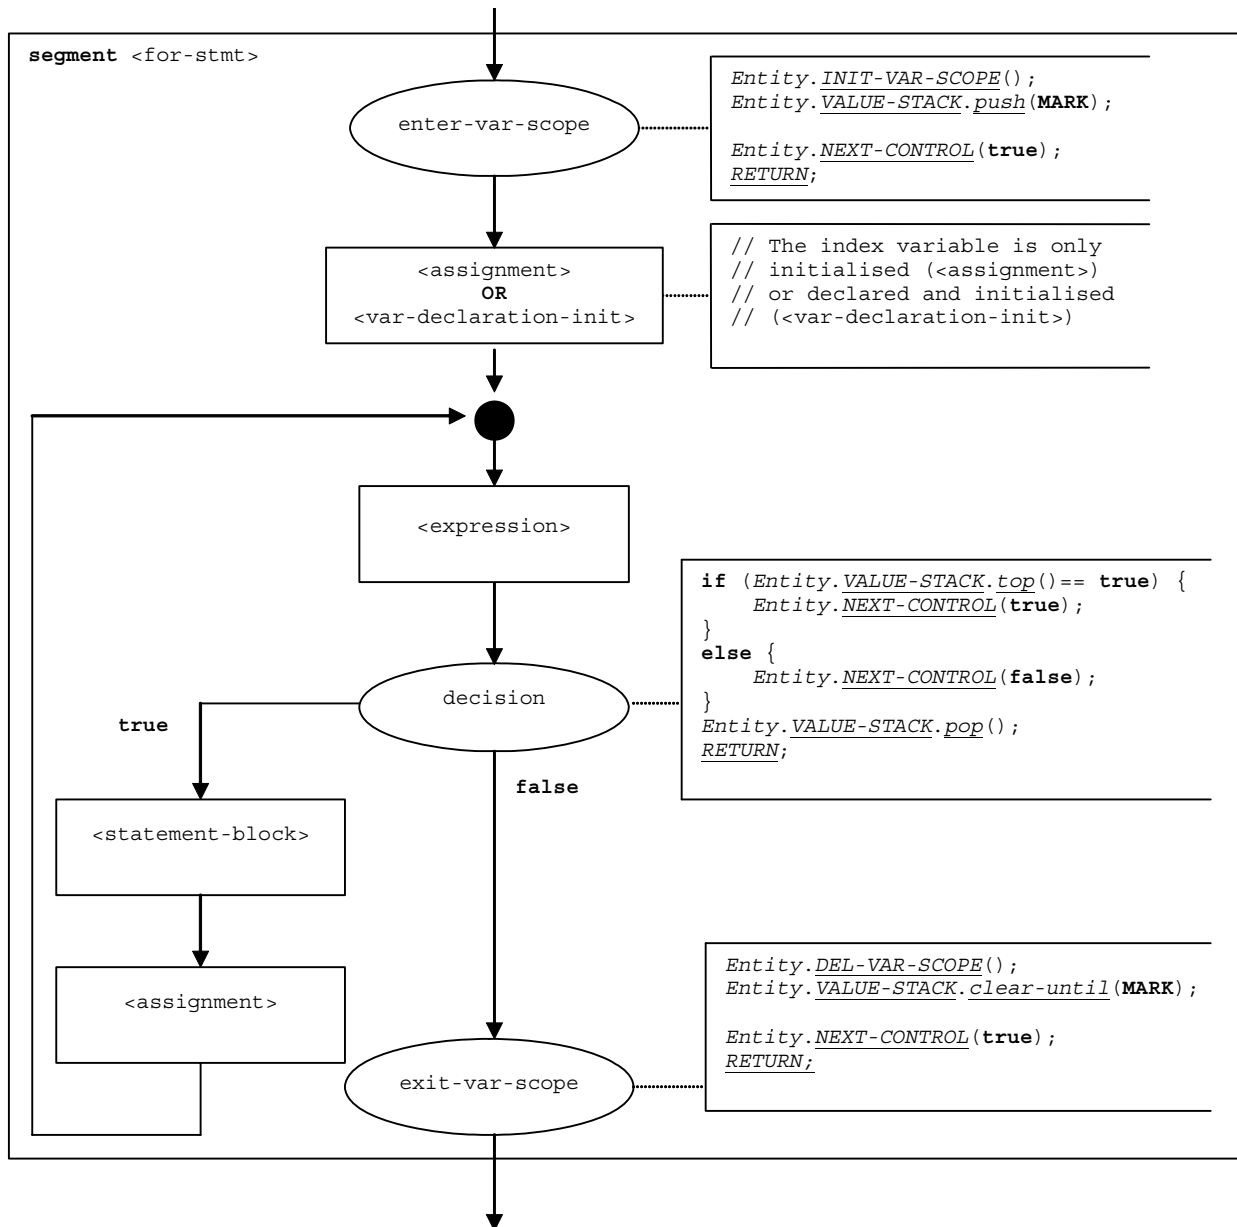 segment <for-stmt>
enter-var-scope
Entity.INIT-VAR-SCOPE();
Entity.VALUE-STACK.push(MARK);
Entity.NEXT-CONTROL(true);
RETURN;
<assignment>
OR
<var-declaration-init>
// The index variable is only
// initialised (<assignment>)
// or declared and initialised
// (<var-declaration-init>)
<expression>
if (Entity.VALUE-STACK.top()== true) {
Entity.NEXT-CONTROL(true);
}
else {
Entity.NEXT-CONTROL(false);
}
Entity.VALUE-STACK.pop();
RETURN;
decision
true
false
<statement-block>
<assignment>
Entity.DEL-VAR-SCOPE();
Entity.VALUE-STACK.clear-until(MARK);
Entity.NEXT-CONTROL(true);
RETURN;
exit-var-scope